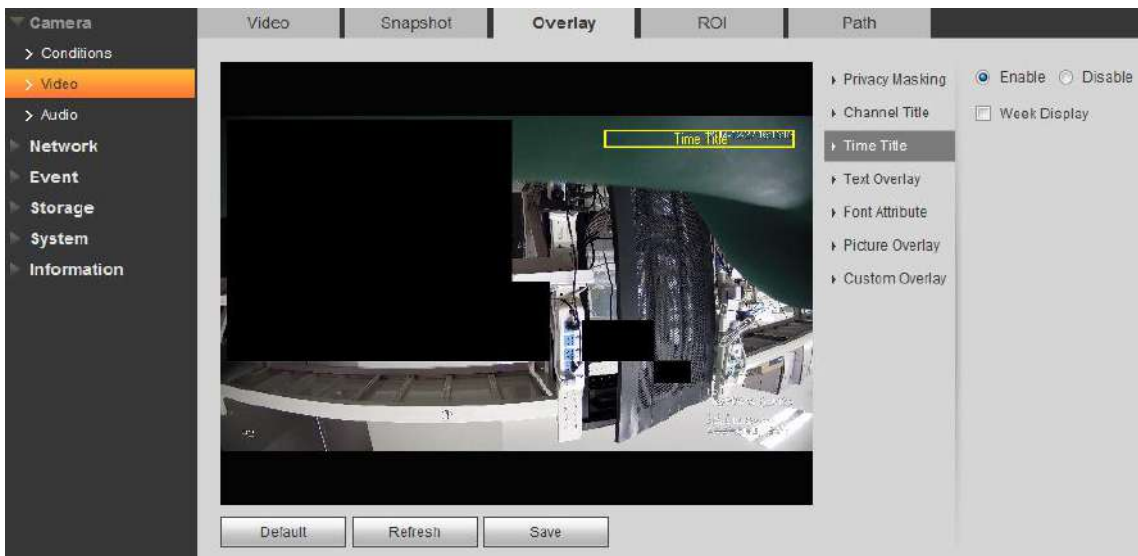 Camera
Conditions
Video
Audio
Network
Event
Storage
System
Information
Video
Snapshot
Overlay
ROI
Path
Time Title
Privacy Masking
Channel Title
Time Title
Text Overlay
Font Attribute
Picture Overlay
Custom Overlay
Enable
Disable
Week Display
Default
Refresh
Save